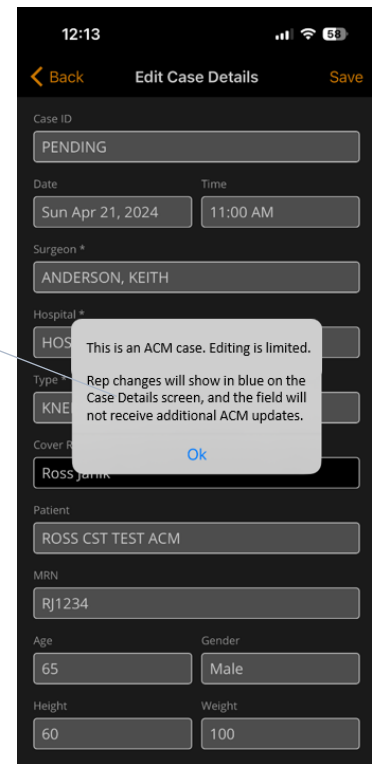 12:13
58
Back Edit Case Details Save
Case ID
PENDING
Date Time
Sun Apr 21, 2024 11:00 AM
Surgeon *
ANDERSON, KEITH
Hospital *
HOS
This is an ACM case. Editing is limited.
Rep changes will show in blue on the
Case Details screen, and the field will
not receive additional ACM updates.
Ok
Type *
KNE
Cover R
Ross Janik
Patient
ROSS CST TEST ACM
MRN
RJ1234
Age Gender
65 Male
Height Weight
60 100